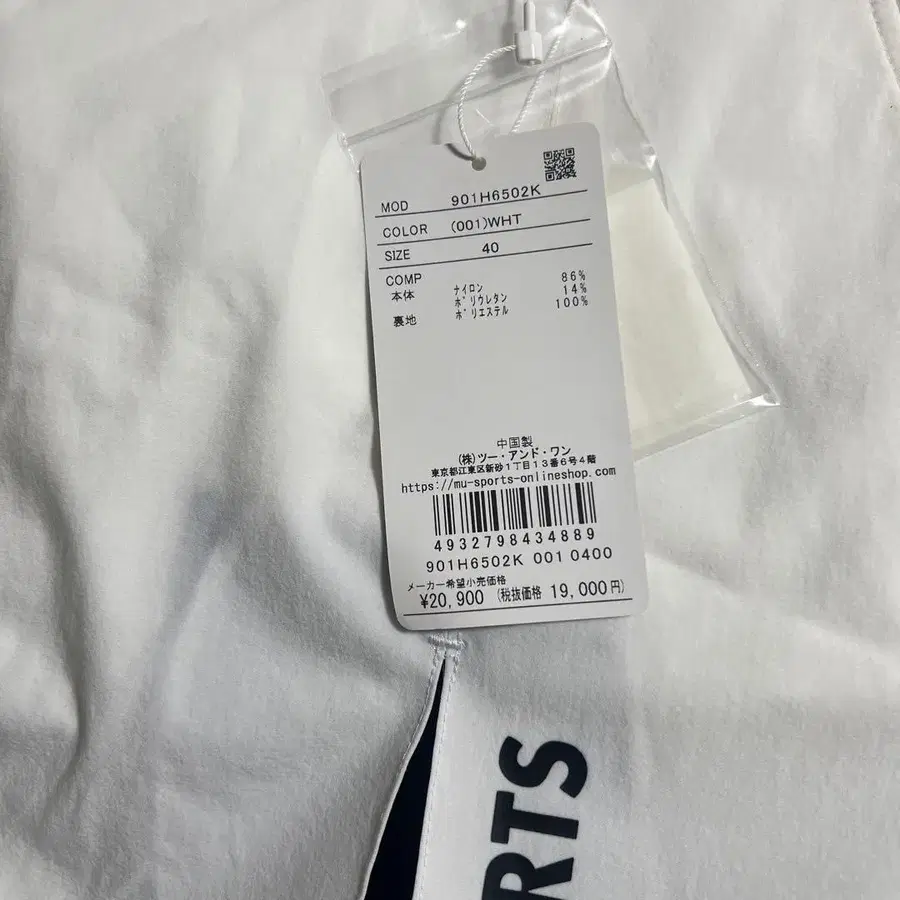 MOD 901H6502K
COLOR (001)WHT
SIZE 40
COMP
本体 ナイロン 86%
ポリウレタン 14%
裏地 ポリエステル 100%
中国製
(株)ツー・アンド・ワン
東京都江東区新砂1丁目13番6号4階
https://mu-sports-onlineshop.com
4932798434889
901H6502K 001 0400
メーカー希望小売価格
¥20,900 (税抜価格 19,000円)
RTS